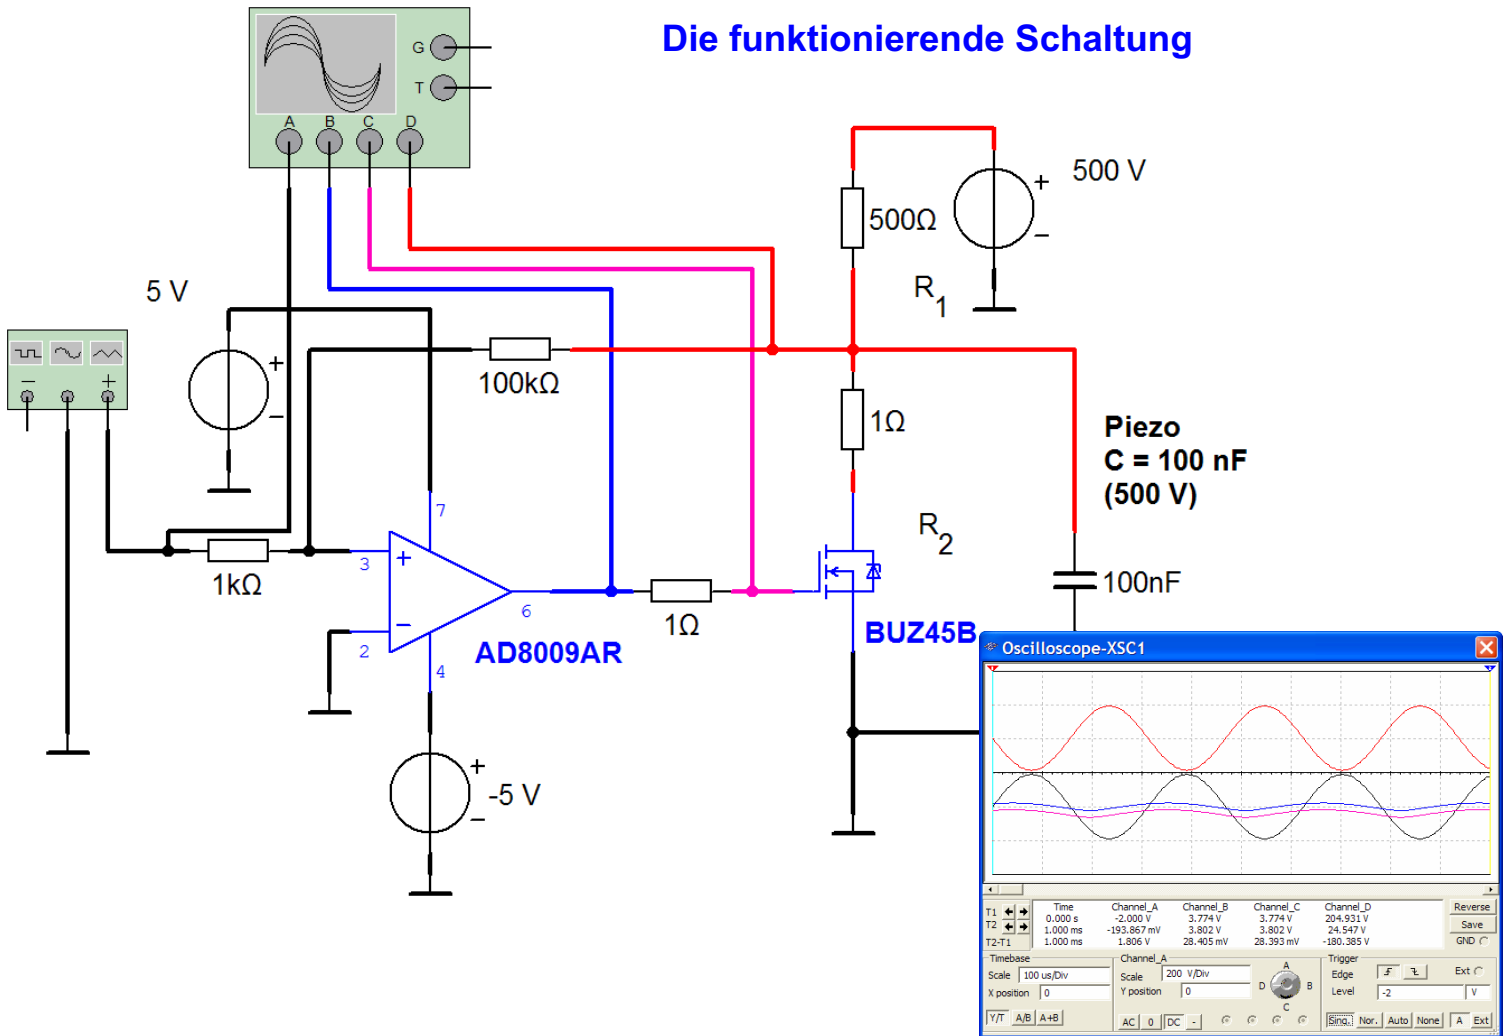 Die funktionierende Schaltung
G
T
A B C D
500 V
+
−
500Ω
R1
5 V
+
−
− +
100kΩ
1Ω
Piezo
C = 100 nF
(500 V)
7
3
+
1kΩ
6
1Ω
R2
100nF
2
−
4
AD8009AR
BUZ45B
+
-5 V
−
Oscilloscope-XSC1
Time Channel_A Channel_B Channel_C Channel_D
T1 0.000 s -2.000 V 3.774 V 3.774 V 204.931 V
T2 1.000 ms -193.867 mV 3.802 V 3.802 V 24.547 V
T2-T1 1.000 ms 1.806 V 28.405 mV 28.393 mV -180.385 V
Reverse
Save
GND
Timebase
Scale 100 us/Div
X position 0
Y/T A/B A+B
Channel_A
Scale 200 V/Div
Y position 0
AC 0 DC -
A
D B
C
Trigger
Edge Ext
Level -2 V
Sing. Nor. Auto None A Ext